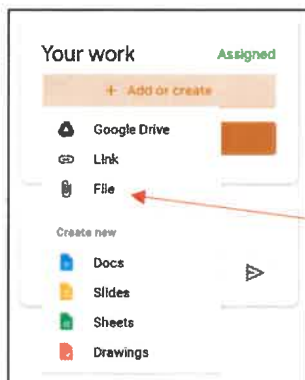 Your work
Assigned
+ Add or create
Google Drive
Link
File
Create new
Docs
Slides
Sheets
Drawings